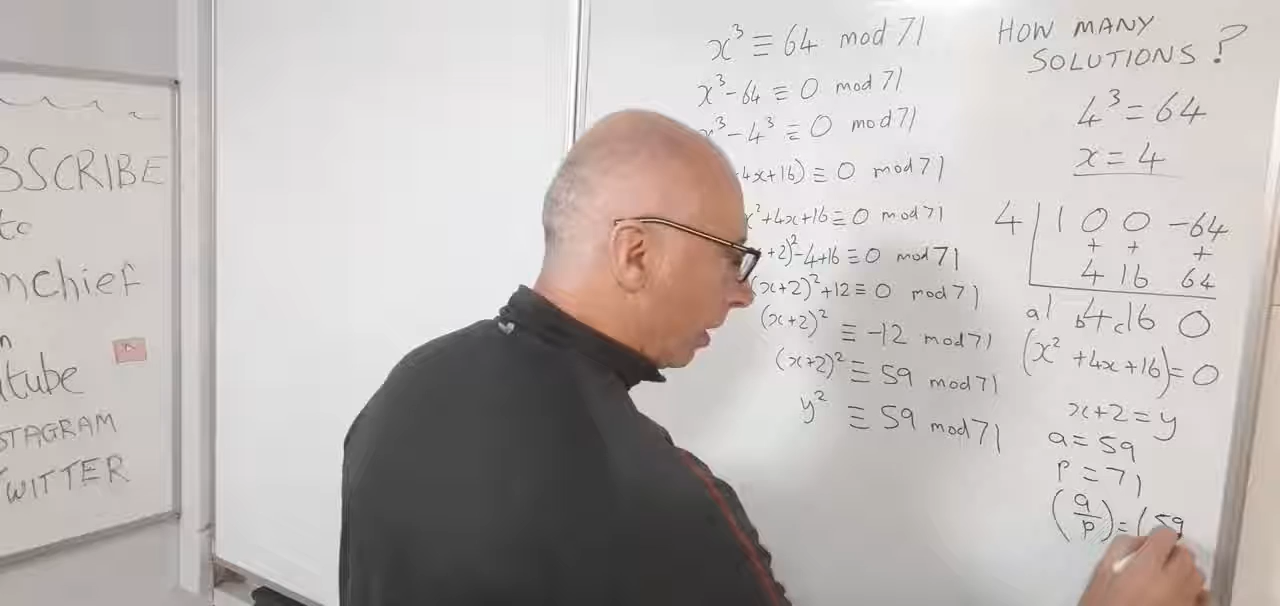 BSCRIBE
to
nchief
n
utube
STAGRAM
TWITTER
x³ ≡ 64 mod 71
x³-64 ≡ 0 mod 71
x³-4³ ≡ 0 mod 71
4x+16) ≡ 0 mod 71
x²+4x+16 ≡ 0 mod 71
+2)²-4+16 ≡ 0 mod 71
(x+2)²+12 ≡ 0 mod 71
(x+2)² ≡ -12 mod 71
(x+2)² ≡ 59 mod 71
y² ≡ 59 mod 71
HOW MANY
SOLUTIONS?
4³ = 64
x = 4
4 | 1 0 0 -64
+ + +
4 16 64
a1 b4 c16 0
(x² +4x+16) = 0
x+2 = y
a = 59
P = 71
(a/p) = (59